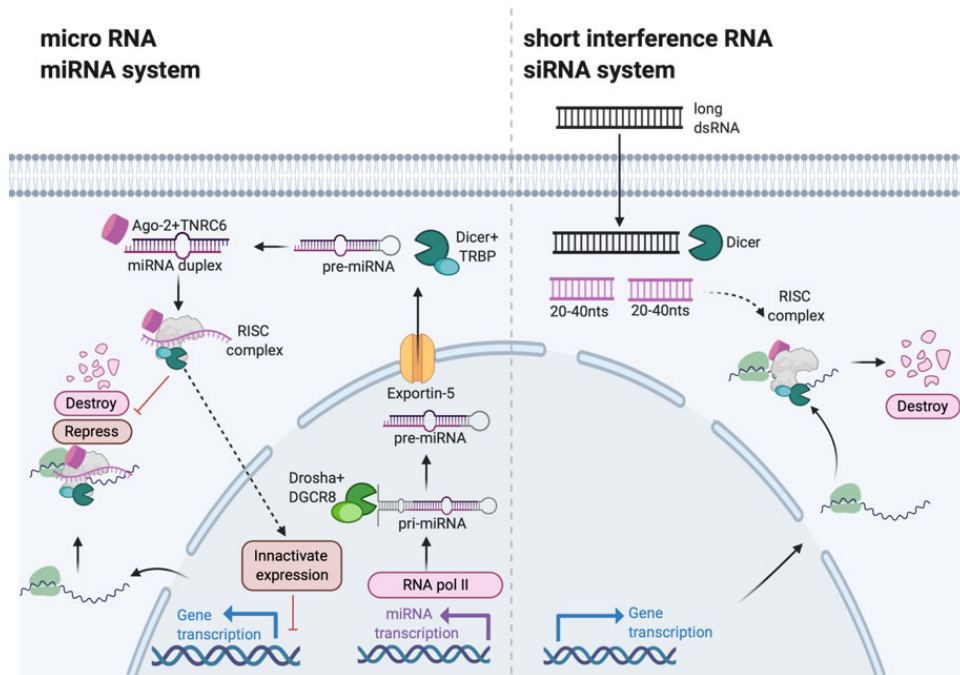 micro RNA
miRNA system
short interference RNA
siRNA system
long
dsRNA
Ago-2+TNRC6
miRNA duplex
pre-miRNA
Dicer+
TRBP
Dicer
20-40nts
20-40nts
RISC
complex
RISC
complex
Destroy
Repress
Exportin-5
pre-miRNA
Destroy
Drosha+
DGCR8
pri-miRNA
Innactivate
expression
RNA pol II
Gene
transcription
miRNA
transcription
Gene
transcription